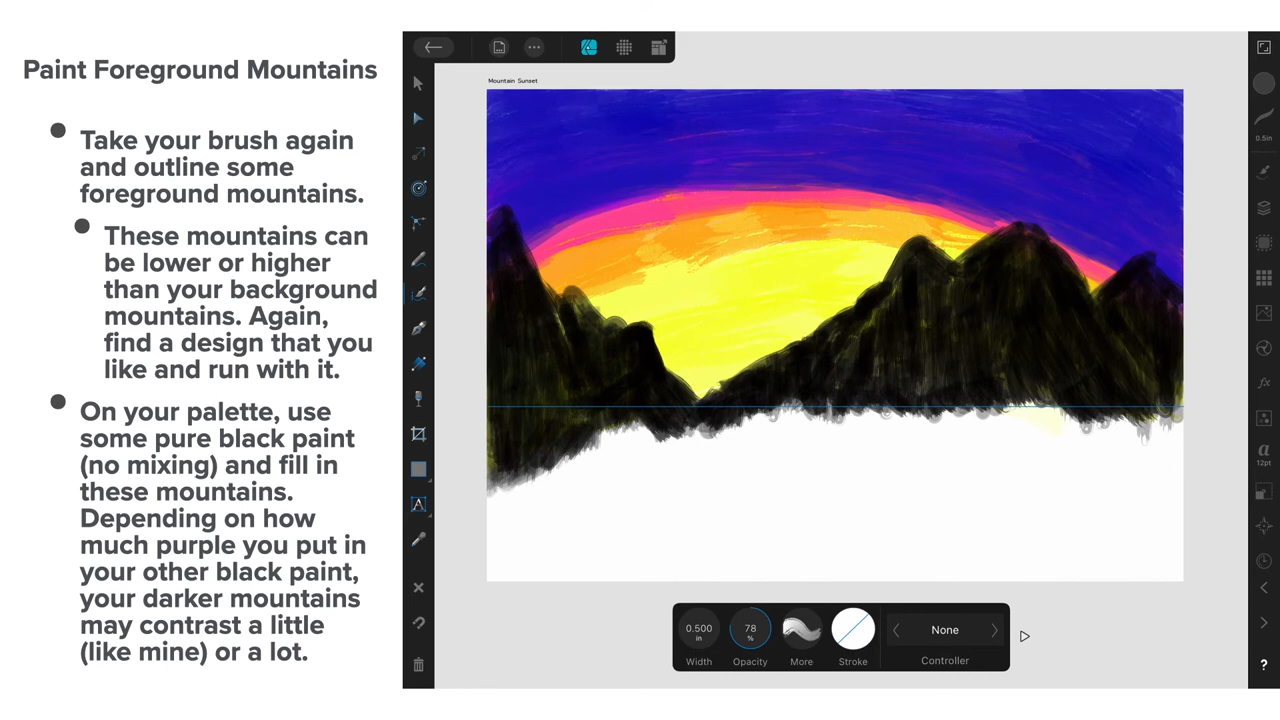 Paint Foreground Mountains
Take your brush again
and outline some
foreground mountains.
These mountains can
be lower or higher
than your background
mountains. Again,
find a design that you
like and run with it.
On your palette, use
some pure black paint
(no mixing) and fill in
these mountains.
Depending on how
much purple you put in
your other black paint,
your darker mountains
may contrast a little
(like mine) or a lot.
Mountain Sunset
0.5in
fx
a
12pt
A
?
0.500
in
78
%
None
Width
Opacity
More
Stroke
Controller